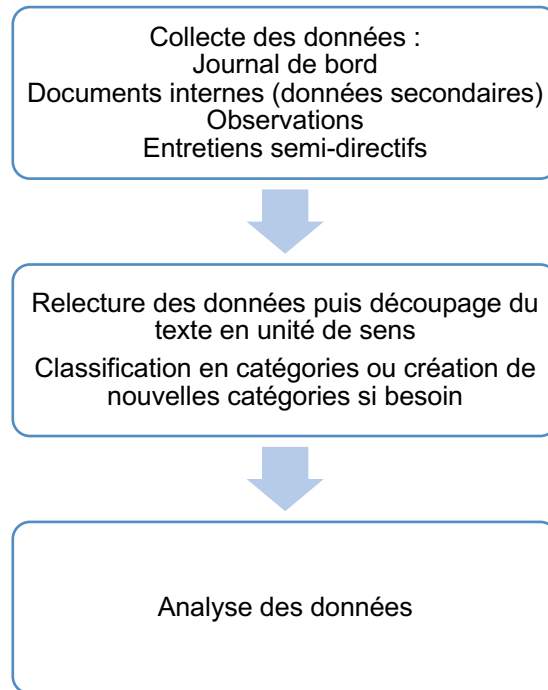 Collecte des données :
Journal de bord
Documents internes (données secondaires)
Observations
Entretiens semi-directifs
Relecture des données puis découpage du
texte en unité de sens
Classification en catégories ou création de
nouvelles catégories si besoin
Analyse des données